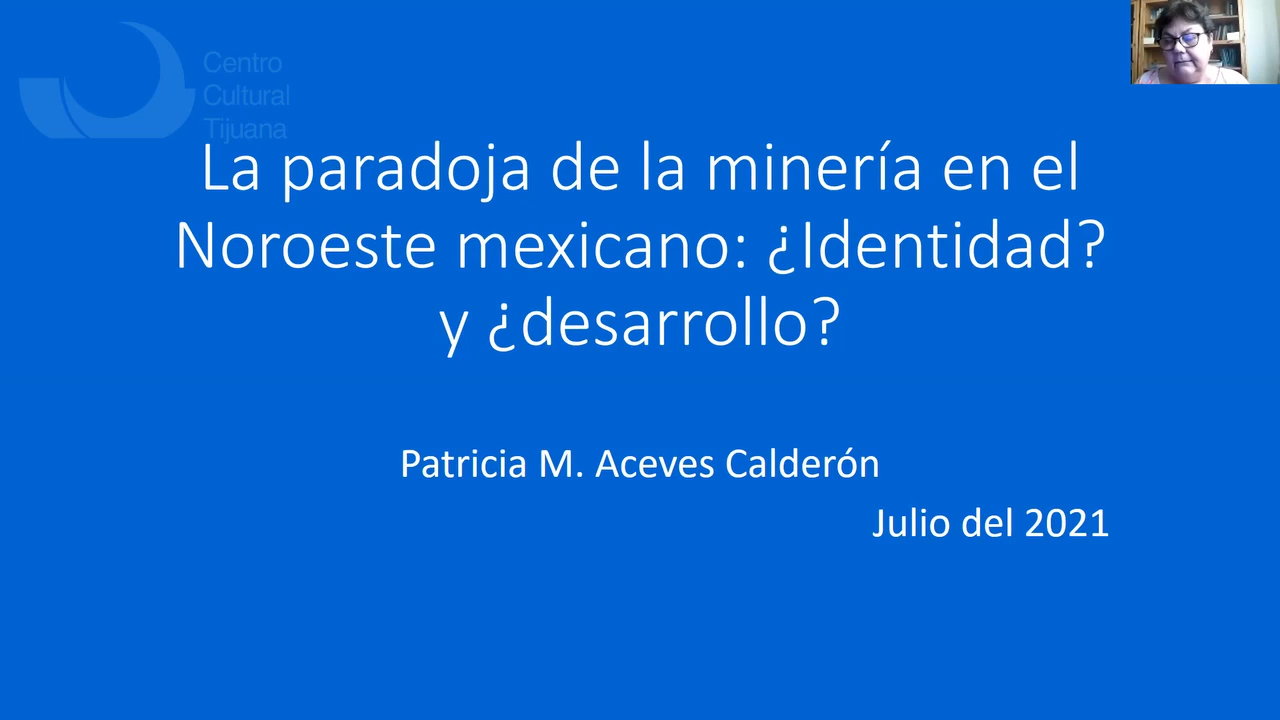 Centro
Cultural
Tijuana
La paradoja de la minería en el
Noroeste mexicano: ¿Identidad?
y ¿desarrollo?
Patricia M. Aceves Calderón
Julio del 2021